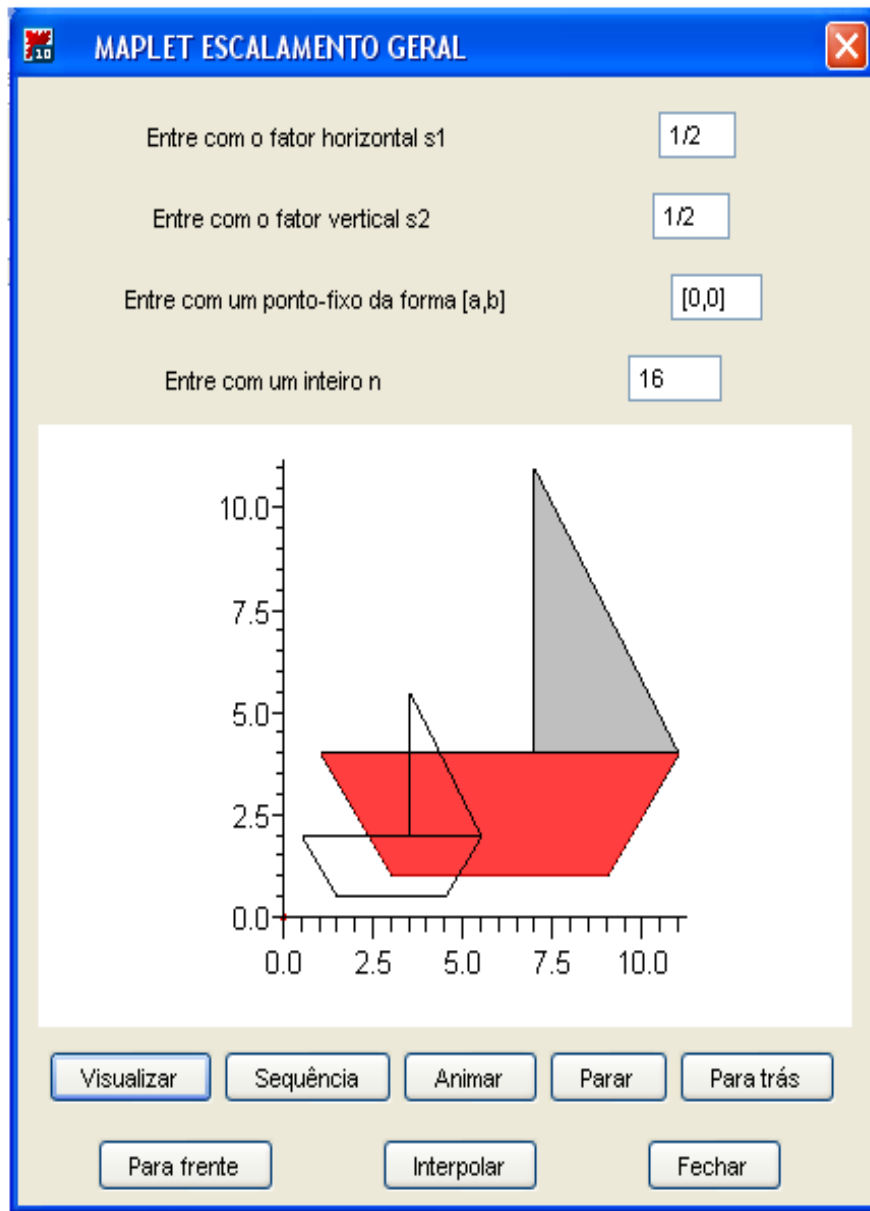 MAPLET ESCALAMENTO GERAL
Entre com o fator horizontal s1 1/2
Entre com o fator vertical s2 1/2
Entre com um ponto-fixo da forma [a,b] [0,0]
Entre com um inteiro n 16
10.0
7.5
5.0
2.5
0.0
0.0 2.5 5.0 7.5 10.0
Visualizar Sequência Animar Parar Para trás
Para frente Interpolar Fechar